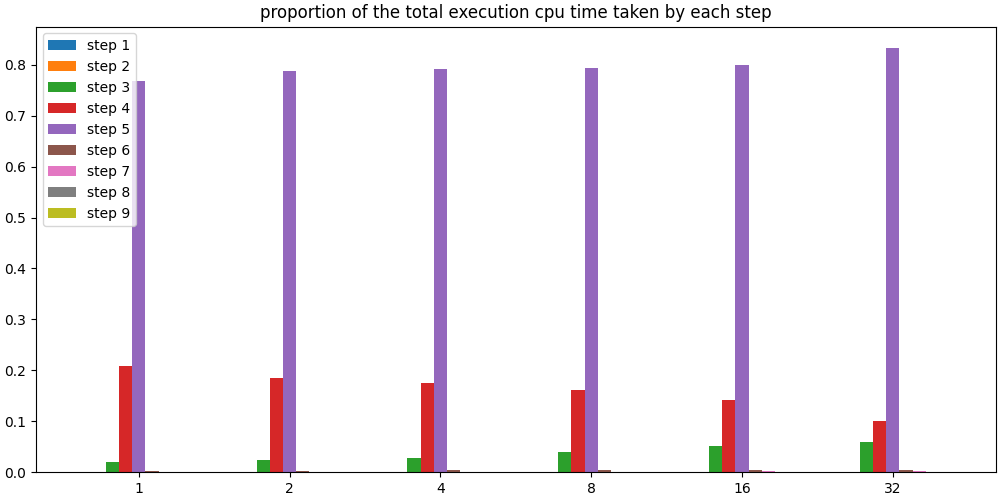 proportion of the total execution cpu time taken by each step
step 1
step 2
step 3
step 4
step 5
step 6
step 7
step 8
step 9
0.8
0.7
0.6
0.5
0.4
0.3
0.2
0.1
0.0
1 2 4 8 16 32